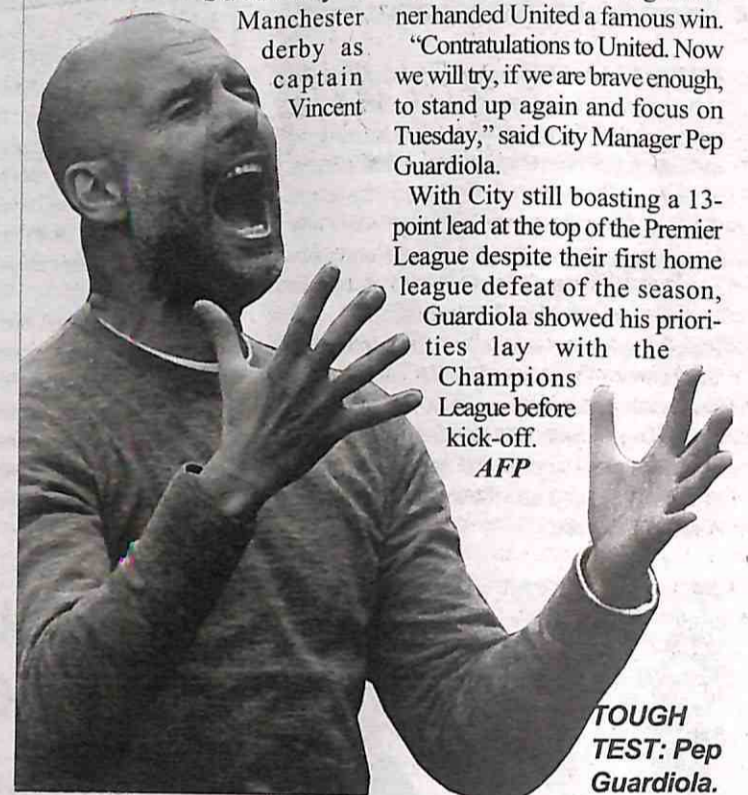 Manchester
derby as
captain
Vincent
ner handed United a famous win.
“Contratulations to United. Now
we will try, if we are brave enough,
to stand up again and focus on
Tuesday,” said City Manager Pep
Guardiola.
With City still boasting a 13-
point lead at the top of the Premier
League despite their first home
league defeat of the season,
Guardiola showed his priori-
ties lay with the
Champions
League before
kick-off.
AFP
TOUGH
TEST: Pep
Guardiola.